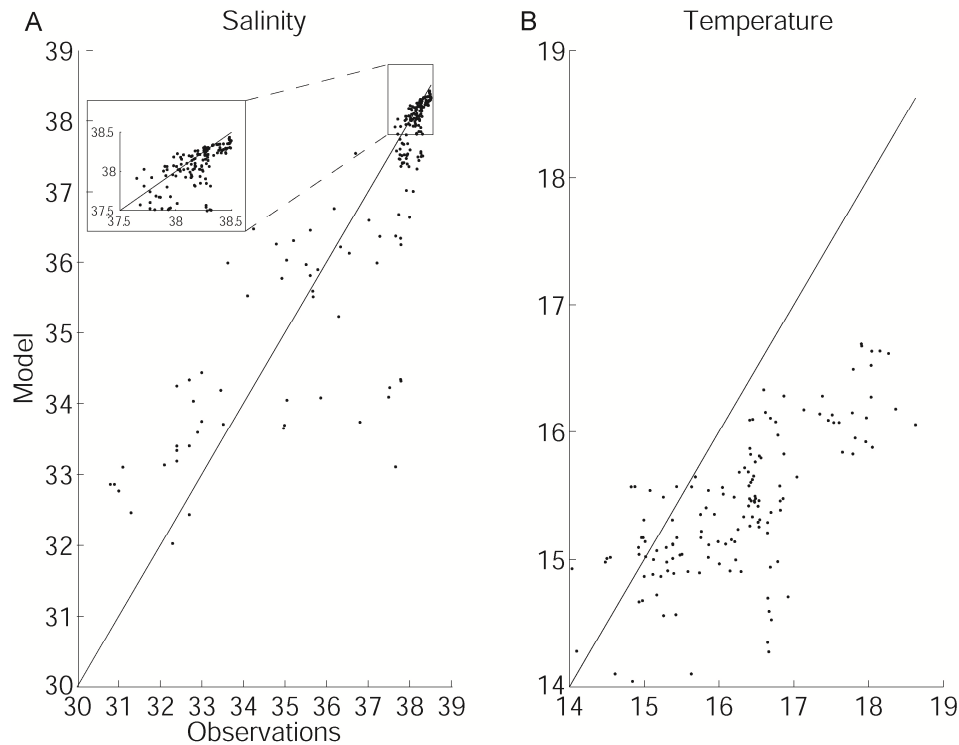 A Salinity
B Temperature
39
38
37
36
35
34
33
32
31
30
Model
38.5
38
37.5
37.5 38 38.5
30 31 32 33 34 35 36 37 38 39
Observations
19
18
17
16
15
14
14 15 16 17 18 19